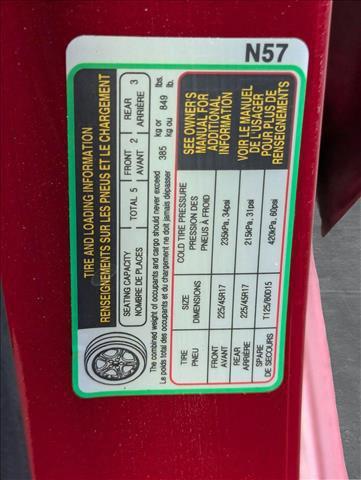 N57
TIRE AND LOADING INFORMATION
RENSEIGNEMENTS SUR LES PNEUS ET LE CHARGEMENT
SEATING CAPACITY TOTAL 5 FRONT 2 REAR 3
NOMBRE DE PLACES AVANT ARRIÈRE
The combined weight of occupants and cargo should never exceed 385 kg or 849 lbs.
Le poids total des occupants et du chargement ne doit jamais dépasser kg ou lb.
TIRE SIZE COLD TIRE PRESSURE
PNEU DIMENSIONS PRESSION DES PNEUS À FROID
FRONT AVANT 225/45R17 235kPa, 34psi
REAR ARRIÈRE 225/45R17 215kPa, 31psi
SPARE DE SECOURS T125/80D15 420kPa, 60psi
SEE OWNER'S
MANUAL FOR
ADDITIONAL
INFORMATION
VOIR LE MANUEL
DE L'USAGER
POUR PLUS DE
RENSEIGNEMENTS